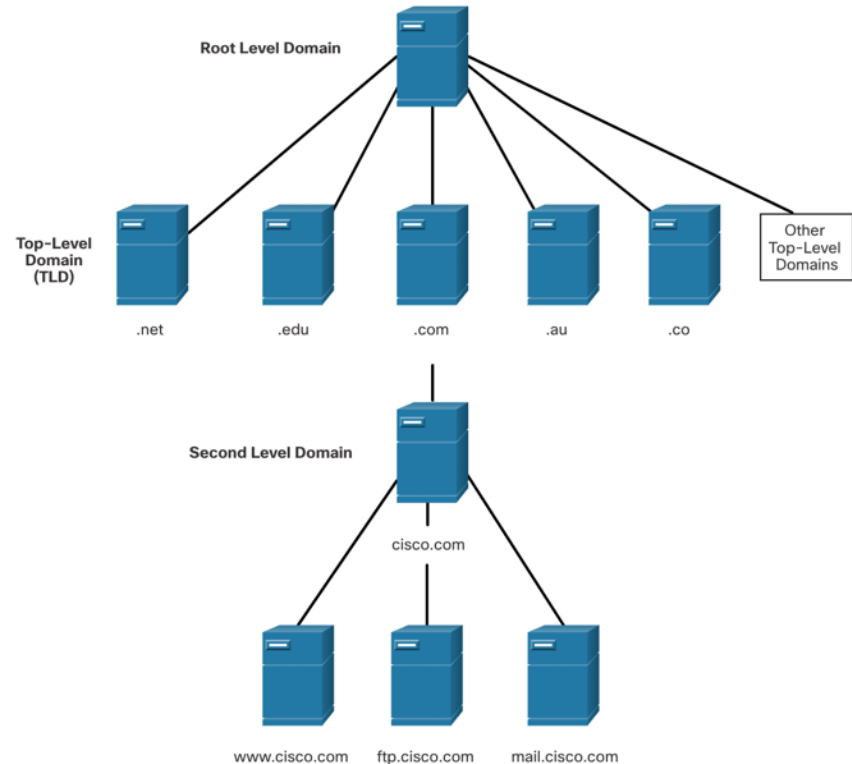 Root Level Domain
Top-Level
Domain
(TLD)
Other
Top-Level
Domains
.net
.edu
.com
.au
.co
Second Level Domain
cisco.com
www.cisco.com
ftp.cisco.com
mail.cisco.com